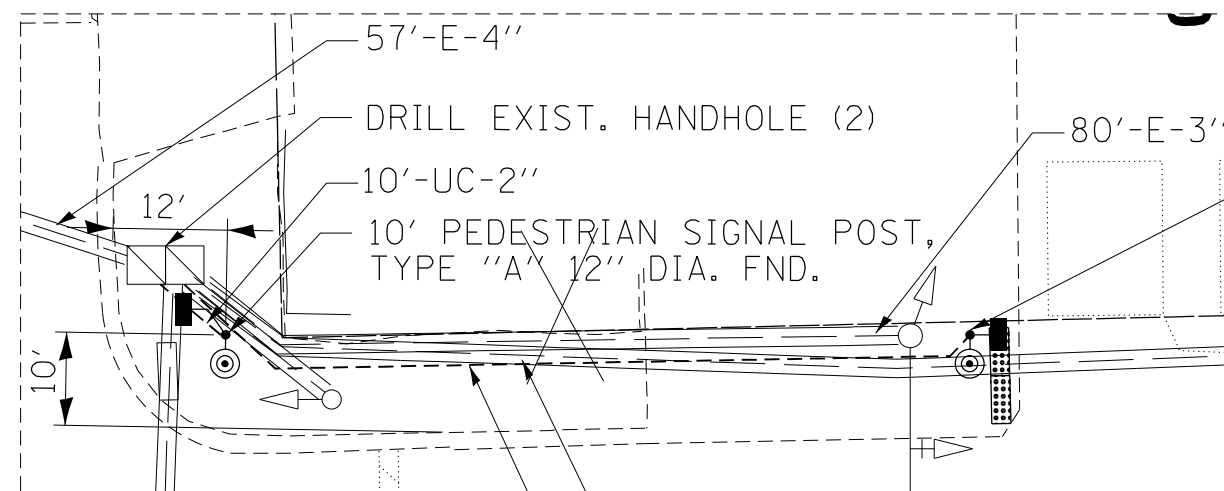 57'-E-4"
DRILL EXIST. HANDHOLE (2)
80'-E-3"
10'-UC-2"
12'
10' PEDESTRIAN SIGNAL POST,
TYPE "A" 12" DIA. FND.
10'